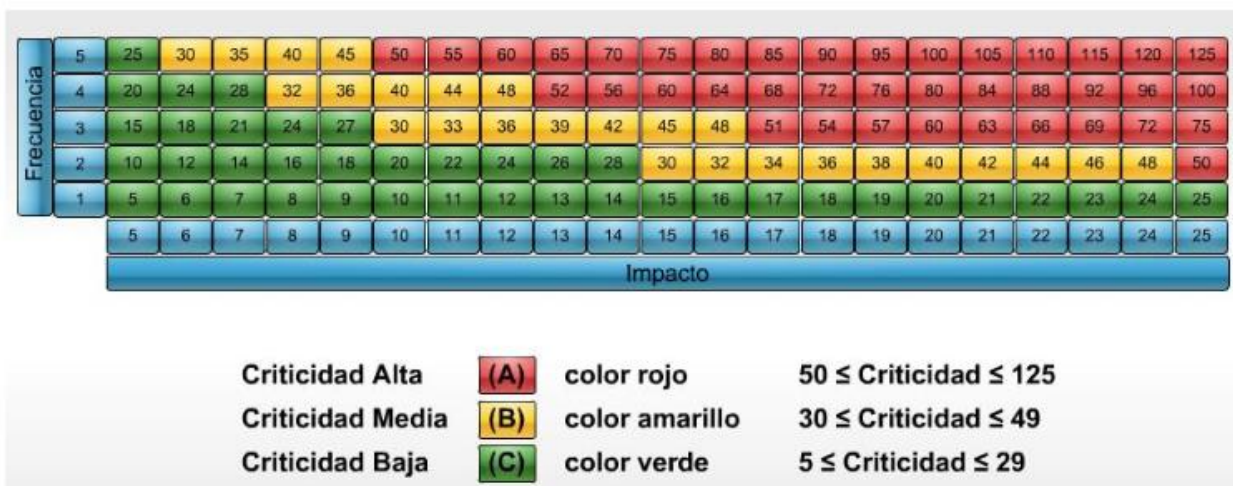 Frecuencia
5 25 30 35 40 45 50 55 60 65 70 75 80 85 90 95 100 105 110 115 120 125
4 20 24 28 32 36 40 44 48 52 56 60 64 68 72 76 80 84 88 92 96 100
3 15 18 21 24 27 30 33 36 39 42 45 48 51 54 57 60 63 66 69 72 75
2 10 12 14 16 18 20 22 24 26 28 30 32 34 36 38 40 42 44 46 48 50
1 5 6 7 8 9 10 11 12 13 14 15 16 17 18 19 20 21 22 23 24 25
5 6 7 8 9 10 11 12 13 14 15 16 17 18 19 20 21 22 23 24 25
Impacto
Criticidad Alta (A) color rojo 50 ≤ Criticidad ≤ 125
Criticidad Media (B) color amarillo 30 ≤ Criticidad ≤ 49
Criticidad Baja (C) color verde 5 ≤ Criticidad ≤ 29